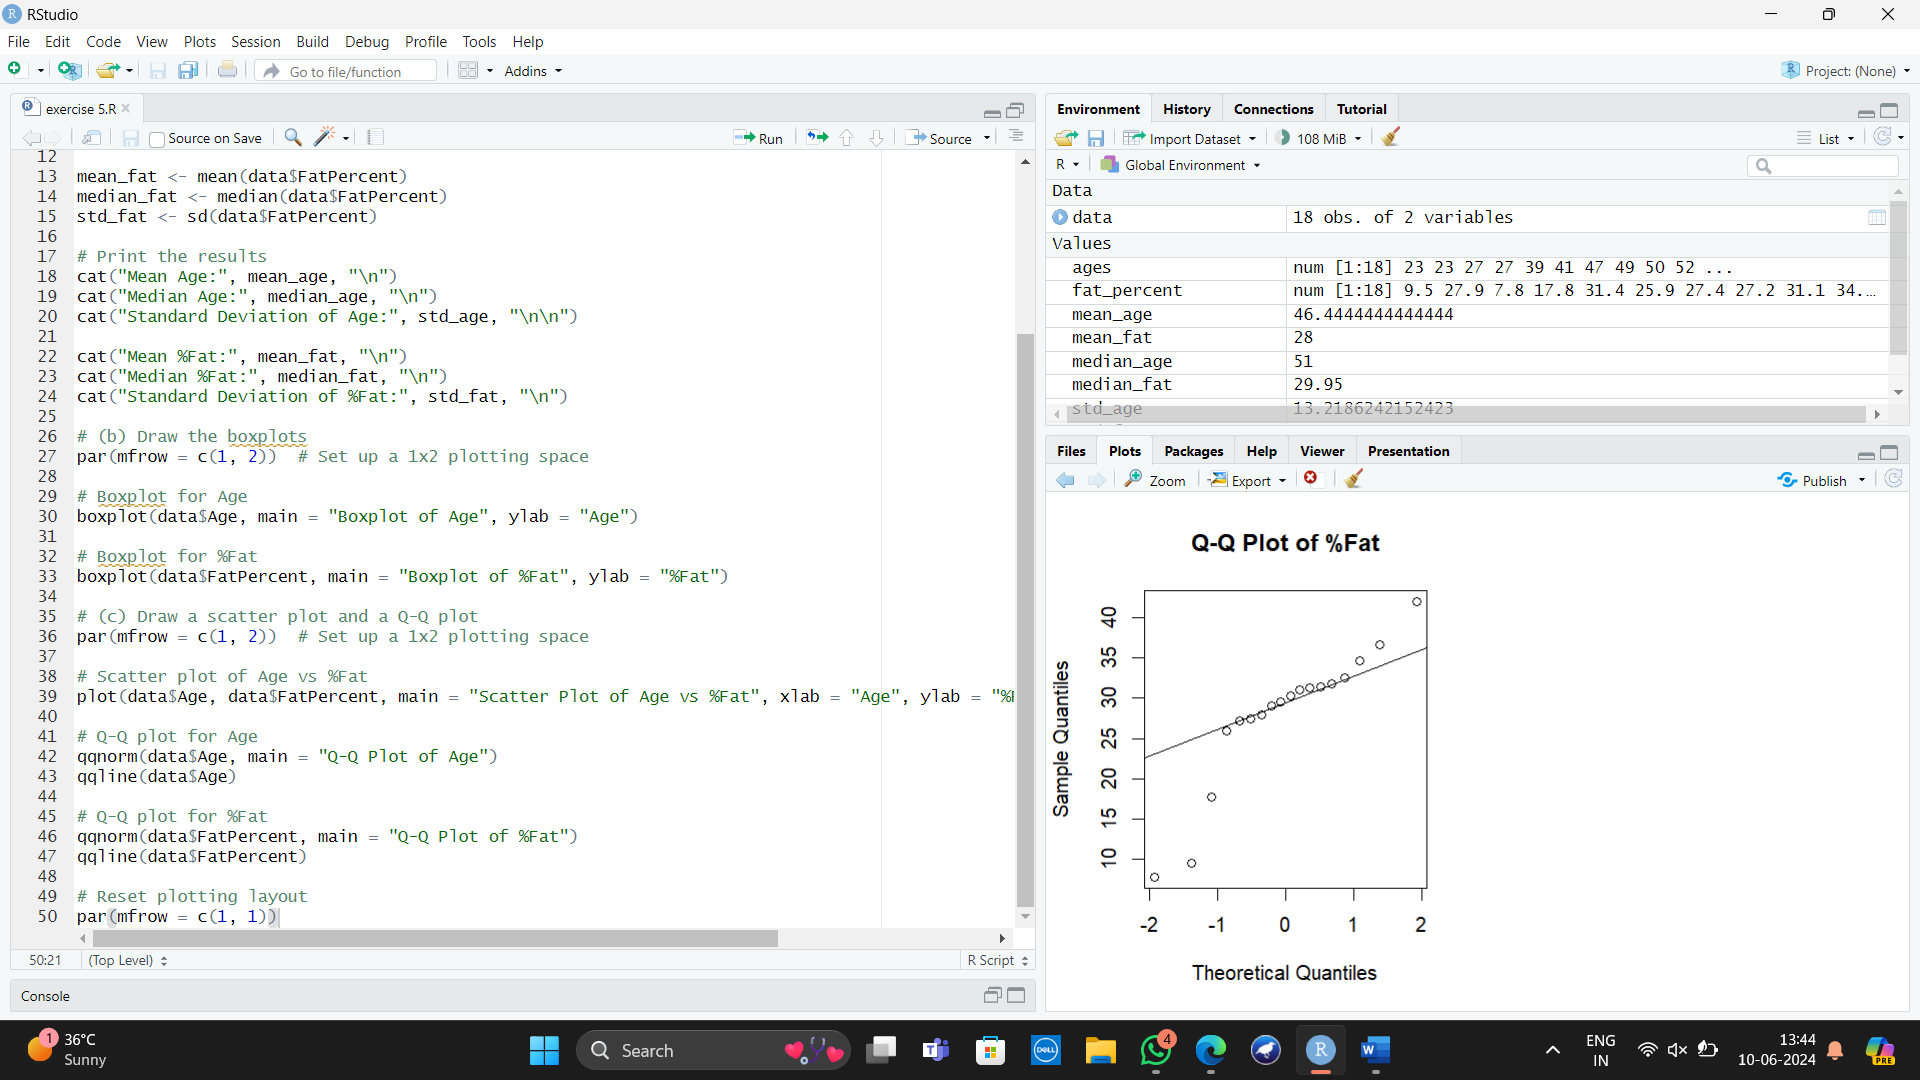 RStudio
File Edit Code View Plots Session Build Debug Profile Tools Help
Go to file/function Addins Project: (None)
exercise 5.R
Source on Save Run Source
12
13 mean_fat <- mean(data$FatPercent)
14 median_fat <- median(data$FatPercent)
15 std_fat <- sd(data$FatPercent)
16
17 # Print the results
18 cat("Mean Age:", mean_age, "\n")
19 cat("Median Age:", median_age, "\n")
20 cat("Standard Deviation of Age:", std_age, "\n\n")
21
22 cat("Mean %Fat:", mean_fat, "\n")
23 cat("Median %Fat:", median_fat, "\n")
24 cat("Standard Deviation of %Fat:", std_fat, "\n")
25
26 # (b) Draw the boxplots
27 par(mfrow = c(1, 2)) # Set up a 1x2 plotting space
28
29 # Boxplot for Age
30 boxplot(data$Age, main = "Boxplot of Age", ylab = "Age")
31
32 # Boxplot for %Fat
33 boxplot(data$FatPercent, main = "Boxplot of %Fat", ylab = "%Fat")
34
35 # (c) Draw a scatter plot and a Q-Q plot
36 par(mfrow = c(1, 2)) # Set up a 1x2 plotting space
37
38 # Scatter plot of Age vs %Fat
39 plot(data$Age, data$FatPercent, main = "Scatter Plot of Age vs %Fat", xlab = "Age", ylab = "%
40
41 # Q-Q plot for Age
42 qqnorm(data$Age, main = "Q-Q Plot of Age")
43 qqline(data$Age)
44
45 # Q-Q plot for %Fat
46 qqnorm(data$FatPercent, main = "Q-Q Plot of %Fat")
47 qqline(data$FatPercent)
48
49 # Reset plotting layout
50 par(mfrow = c(1, 1))
50:21 (Top Level) R Script
Console
Environment History Connections Tutorial
Import Dataset 108 MiB List
R Global Environment
Data
data 18 obs. of 2 variables
Values
ages num [1:18] 23 23 27 27 39 41 47 49 50 52 ...
fat_percent num [1:18] 9.5 27.9 7.8 17.8 31.4 25.9 27.4 27.2 31.1 34.…
mean_age 46.4444444444444
mean_fat 28
median_age 51
median_fat 29.95
std_age 13.2186242152423
Files Plots Packages Help Viewer Presentation
Zoom Export Publish
Q-Q Plot of %Fat
Sample Quantiles
40
35
30
25
20
15
10
-2 -1 0 1 2
Theoretical Quantiles
1 36°C
Sunny
Search
DELL
4
R
W
PRE
ENG
IN
13:44
10-06-2024